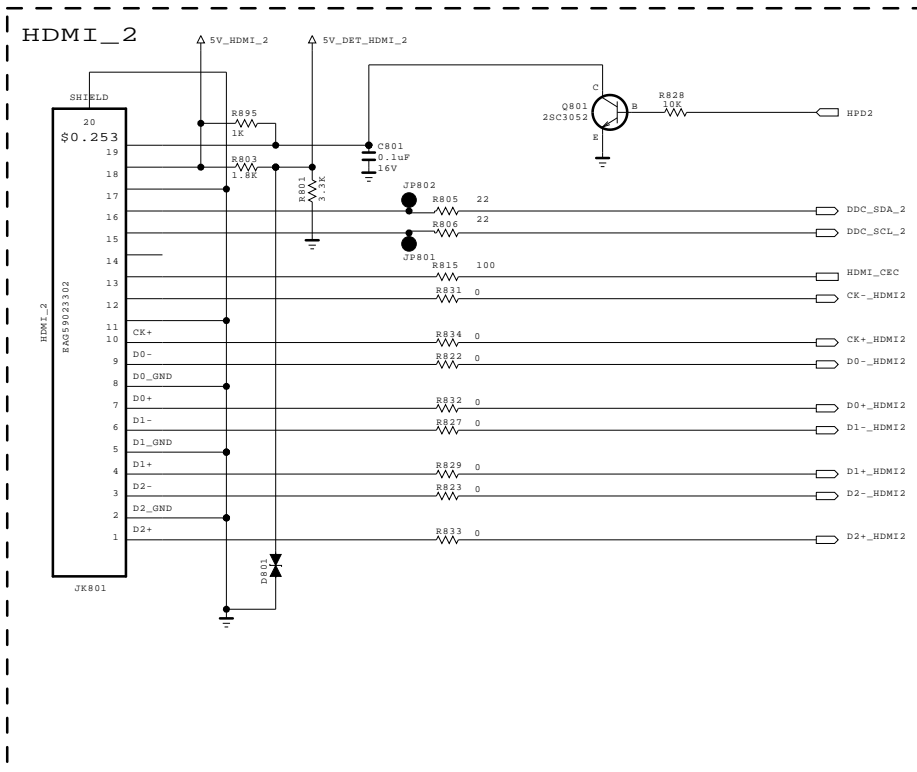 HDMI_2
5V_HDMI_2
5V_DET_HDMI_2
SHIELD
20
$0.253
19
18
17
16
15
14
13
12
11
10
9
8
7
6
5
4
3
2
1
HDMI_2
EAG59023302
JK801
CK+
D0-
D0_GND
D0+
D1-
D1_GND
D1+
D2-
D2_GND
D2+
R895
1K
R803
1.8K
R801
3.3K
C801
0.1uF
16V
D801
JP802
JP801
R805 22
R806 22
R815 100
R831 0
R834 0
R822 0
R832 0
R827 0
R829 0
R823 0
R833 0
Q801
2SC3052
C
B
E
R828
10K
HPD2
DDC_SDA_2
DDC_SCL_2
HDMI_CEC
CK-_HDMI2
CK+_HDMI2
D0-_HDMI2
D0+_HDMI2
D1-_HDMI2
D1+_HDMI2
D2-_HDMI2
D2+_HDMI2